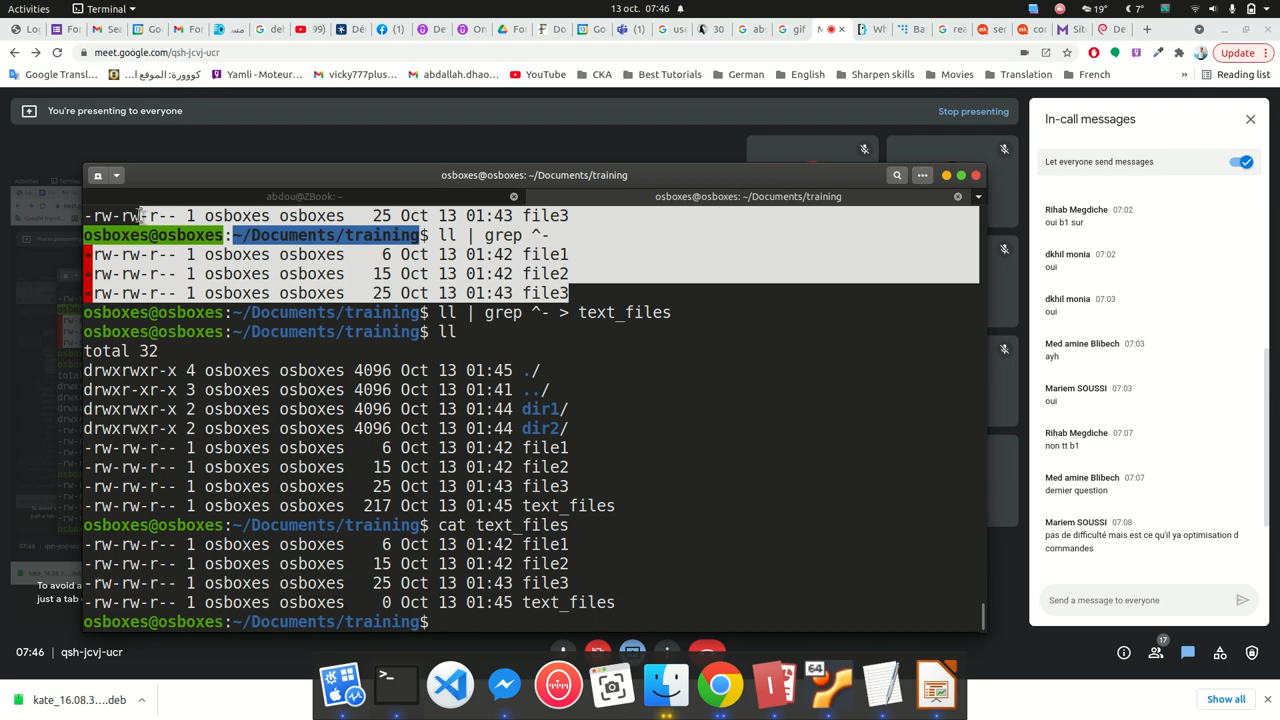 Activities
Terminal
13 oct. 07:46
19°
7°
meet.google.com/qsh-jcvj-ucr
Update
Google Transl...
Yamli - Moteur...
vicky777plus...
abdallah.dhao...
YouTube
CKA
Best Tutorials
German
English
Sharpen skills
Movies
Translation
French
»
Reading list
You're presenting to everyone
Stop presenting
osboxes@osboxes: ~/Documents/training
abdou@ZBook: ~
osboxes@osboxes: ~/Documents/training
-rw-rw-r-- 1 osboxes osboxes   25 Oct 13 01:43 file3
osboxes@osboxes:~/Documents/training$ ll | grep ^-
-rw-rw-r-- 1 osboxes osboxes    6 Oct 13 01:42 file1
-rw-rw-r-- 1 osboxes osboxes   15 Oct 13 01:42 file2
-rw-rw-r-- 1 osboxes osboxes   25 Oct 13 01:43 file3
osboxes@osboxes:~/Documents/training$ ll | grep ^- > text_files
osboxes@osboxes:~/Documents/training$ ll
total 32
drwxrwxr-x 4 osboxes osboxes 4096 Oct 13 01:45 ./
drwxr-xr-x 3 osboxes osboxes 4096 Oct 13 01:41 ../
drwxrwxr-x 2 osboxes osboxes 4096 Oct 13 01:44 dir1/
drwxrwxr-x 2 osboxes osboxes 4096 Oct 13 01:44 dir2/
-rw-rw-r-- 1 osboxes osboxes    6 Oct 13 01:42 file1
-rw-rw-r-- 1 osboxes osboxes   15 Oct 13 01:42 file2
-rw-rw-r-- 1 osboxes osboxes   25 Oct 13 01:43 file3
-rw-rw-r-- 1 osboxes osboxes  217 Oct 13 01:45 text_files
osboxes@osboxes:~/Documents/training$ cat text_files
-rw-rw-r-- 1 osboxes osboxes    6 Oct 13 01:42 file1
-rw-rw-r-- 1 osboxes osboxes   15 Oct 13 01:42 file2
-rw-rw-r-- 1 osboxes osboxes   25 Oct 13 01:43 file3
-rw-rw-r-- 1 osboxes osboxes    0 Oct 13 01:45 text_files
osboxes@osboxes:~/Documents/training$
To avoid a
just a tab o
07:46
qsh-jcvj-ucr
In-call messages
Let everyone send messages
Rihab Megdiche 07:02
oui b1 sur
dkhil monia 07:02
oui
dkhil monia 07:03
oui
Med amine Blibech 07:03
ayh
Mariem SOUSSI 07:03
oui
Rihab Megdiche 07:07
non tt b1
Med amine Blibech 07:07
dernier question
Mariem SOUSSI 07:08
pas de difficulté mais est ce qu'il ya optimisation d
commandes
Send a message to everyone
17
64
kate_16.08.3....deb
Show all